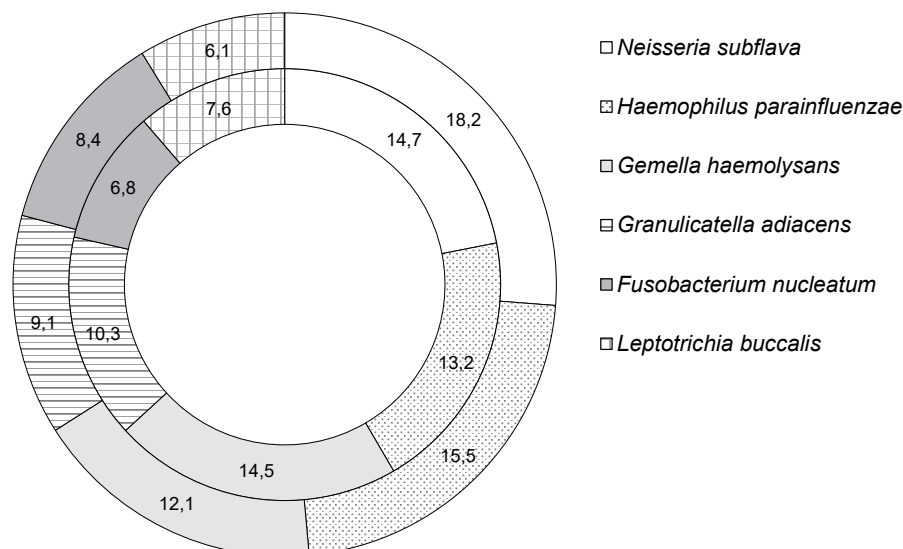 6,1
7,6
18,2
14,7
8,4
6,8
9,1
10,3
13,2
15,5
14,5
12,1
Neisseria subflava
Haemophilus parainfluenzae
Gemella haemolysans
Granulicatella adiacens
Fusobacterium nucleatum
Leptotrichia buccalis